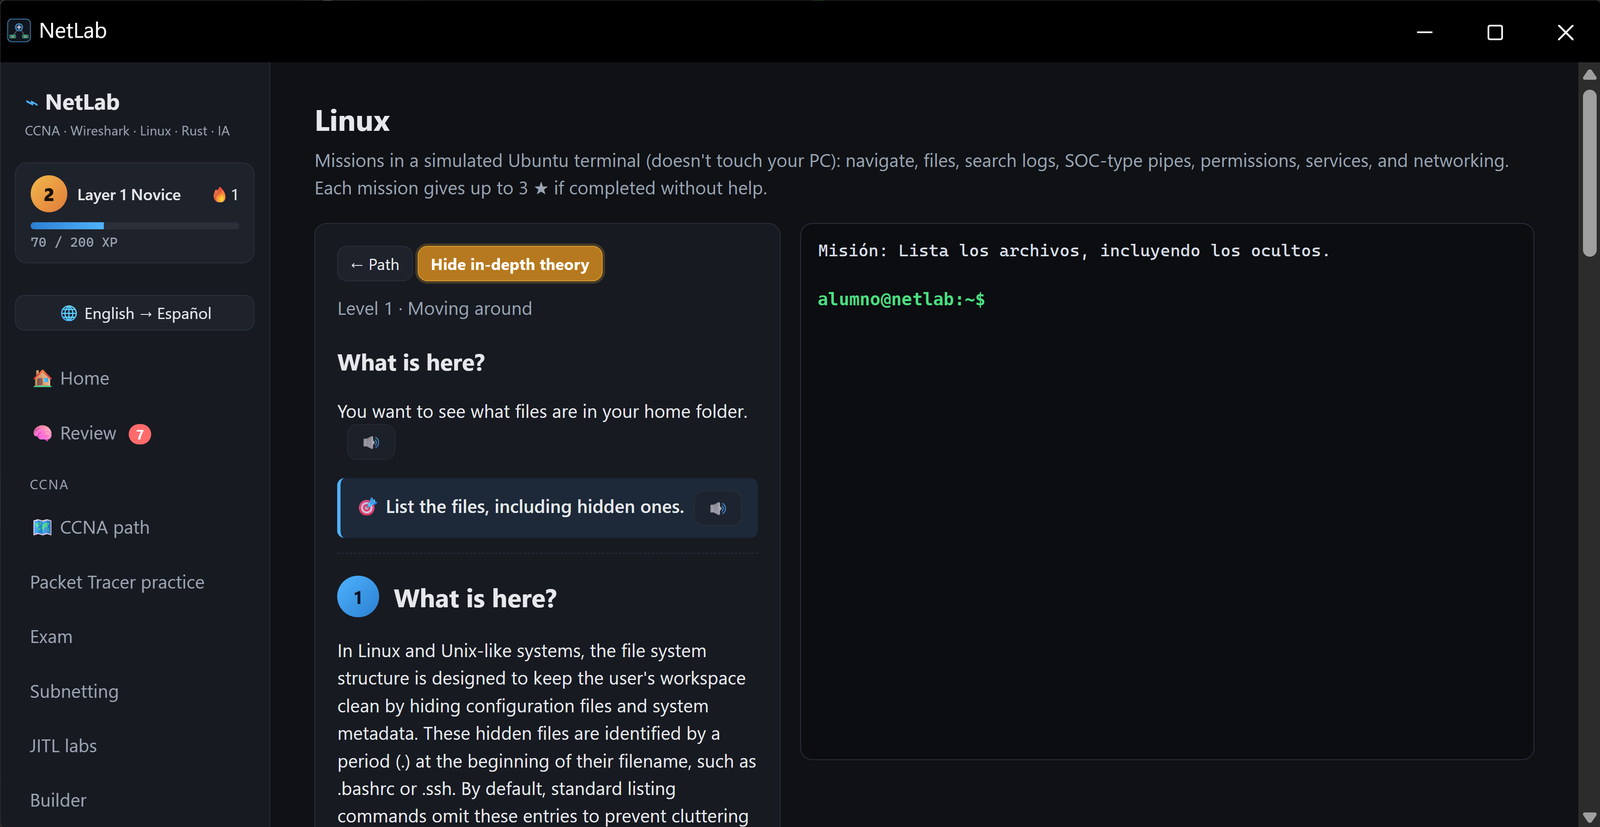 NetLab
NetLab
CCNA · Wireshark · Linux · Rust · IA
2 Layer 1 Novice 🔥 1
70 / 200 XP
🌐 English → Español
🏠 Home
🧠 Review 7
CCNA
🗺️ CCNA path
Packet Tracer practice
Exam
Subnetting
JITL labs
Builder
Linux
Missions in a simulated Ubuntu terminal (doesn't touch your PC): navigate, files, search logs, SOC-type pipes, permissions, services, and networking.
Each mission gives up to 3 ★ if completed without help.
← Path
Hide in-depth theory
Level 1 · Moving around
What is here?
You want to see what files are in your home folder.
🎯 List the files, including hidden ones.
1 What is here?
In Linux and Unix-like systems, the file system
structure is designed to keep the user's workspace
clean by hiding configuration files and system
metadata. These hidden files are identified by a
period (.) at the beginning of their filename, such as
.bashrc or .ssh. By default, standard listing
commands omit these entries to prevent cluttering
Misión: Lista los archivos, incluyendo los ocultos.
alumno@netlab:~$